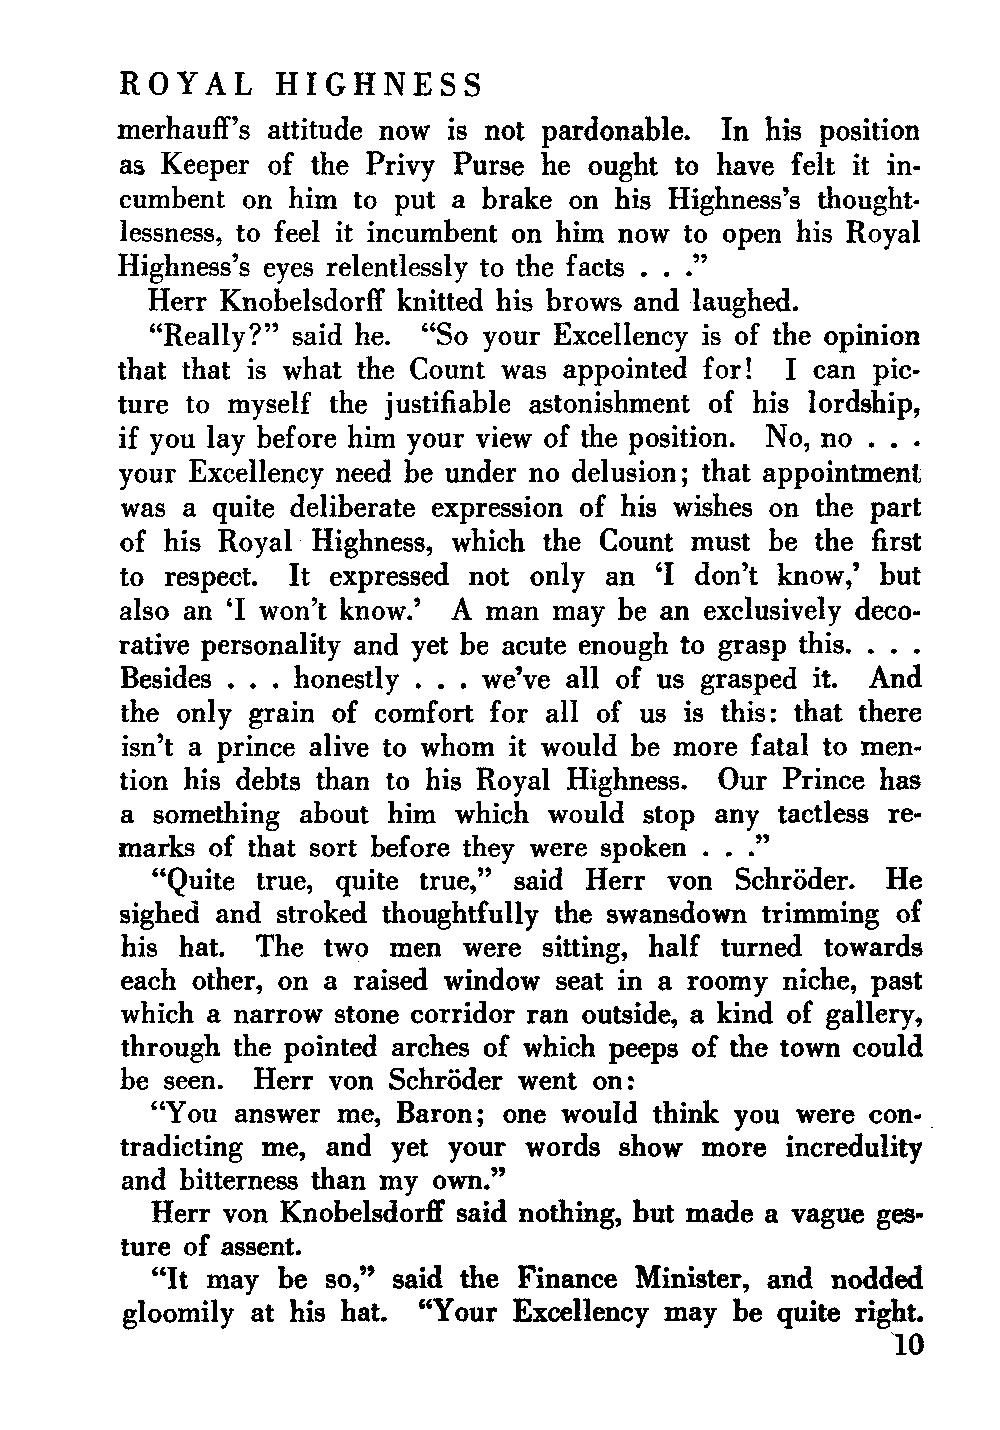 ROYAL HIGHNESS
merhauff's attitude now is not pardonable. In his position
as Keeper of the Privy Purse he ought to have felt it in-
cumbent on him to put a brake on his Highness's thought-
lessness, to feel it incumbent on him now to open his Royal
Highness's eyes relentlessly to the facts . . ."
Herr Knobelsdorff knitted his brows and laughed.
"Really?" said he. "So your Excellency is of the opinion
that that is what the Count was appointed for! I can pic-
ture to myself the justifiable astonishment of his lordship,
if you lay before him your view of the position. No, no . . .
your Excellency need be under no delusion; that appointment
was a quite deliberate expression of his wishes on the part
of his Royal Highness, which the Count must be the first
to respect. It expressed not only an 'I don't know,' but
also an 'I won't know.' A man may be an exclusively deco-
rative personality and yet be acute enough to grasp this. . . .
Besides . . . honestly . . . we've all of us grasped it. And
the only grain of comfort for all of us is this: that there
isn't a prince alive to whom it would be more fatal to men-
tion his debts than to his Royal Highness. Our Prince has
a something about him which would stop any tactless re-
marks of that sort before they were spoken . . ."
"Quite true, quite true," said Herr von Schröder. He
sighed and stroked thoughtfully the swansdown trimming of
his hat. The two men were sitting, half turned towards
each other, on a raised window seat in a roomy niche, past
which a narrow stone corridor ran outside, a kind of gallery,
through the pointed arches of which peeps of the town could
be seen. Herr von Schröder went on:
"You answer me, Baron; one would think you were con-
tradicting me, and yet your words show more incredulity
and bitterness than my own."
Herr von Knobelsdorff said nothing, but made a vague ges-
ture of assent.
"It may be so," said the Finance Minister, and nodded
gloomily at his hat. "Your Excellency may be quite right.
10